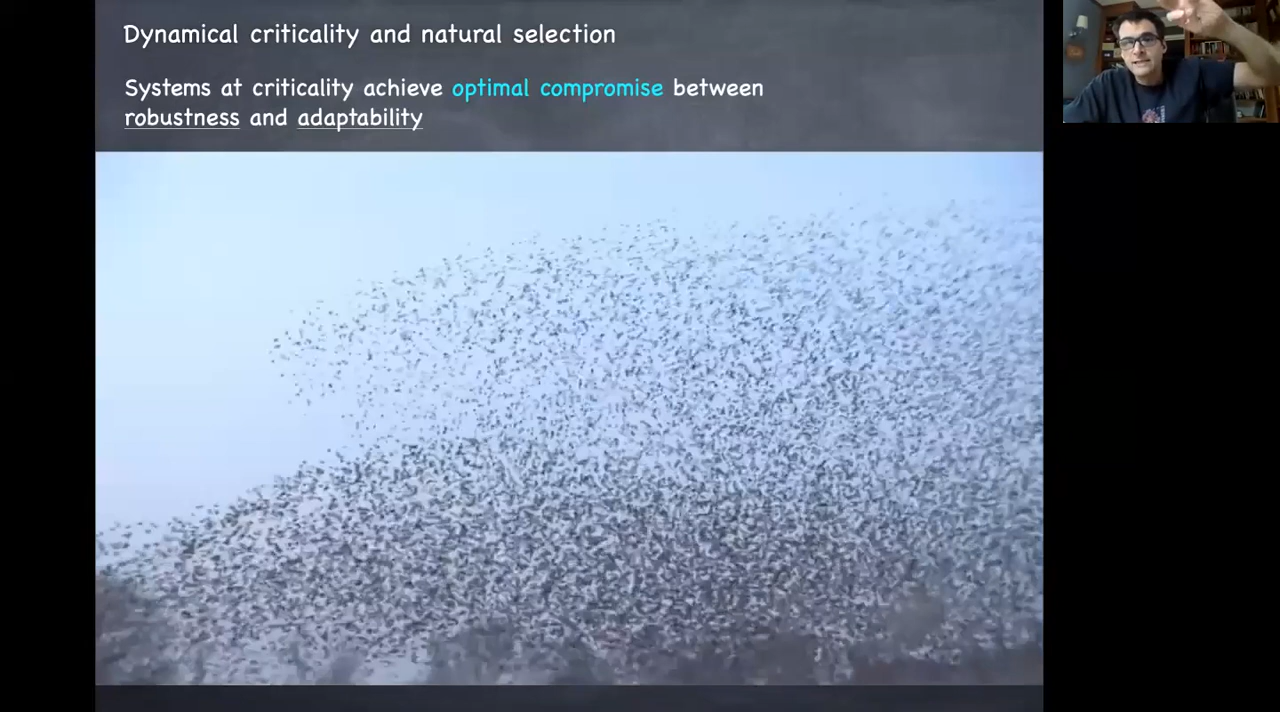 Dynamical criticality and natural selection
Systems at criticality achieve optimal compromise between
robustness and adaptability